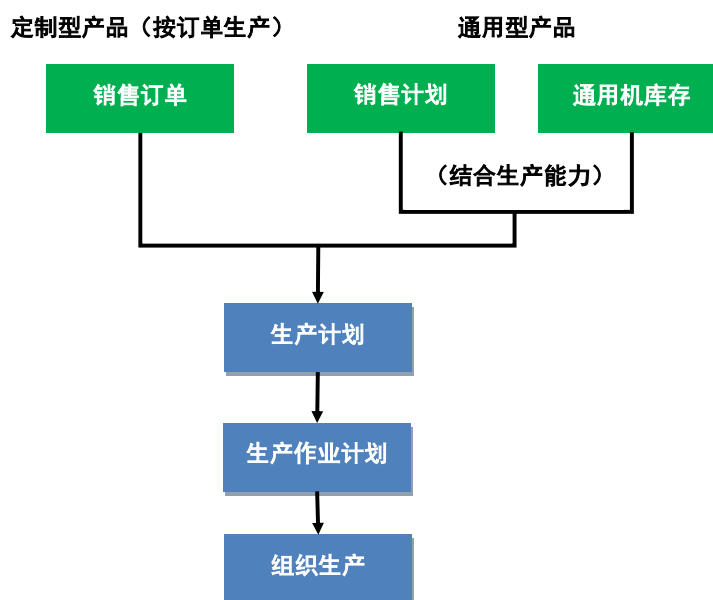 定制型产品（按订单生产）
通用型产品
销售订单
销售计划
通用机库存
（结合生产能力）
生产计划
生产作业计划
组织生产